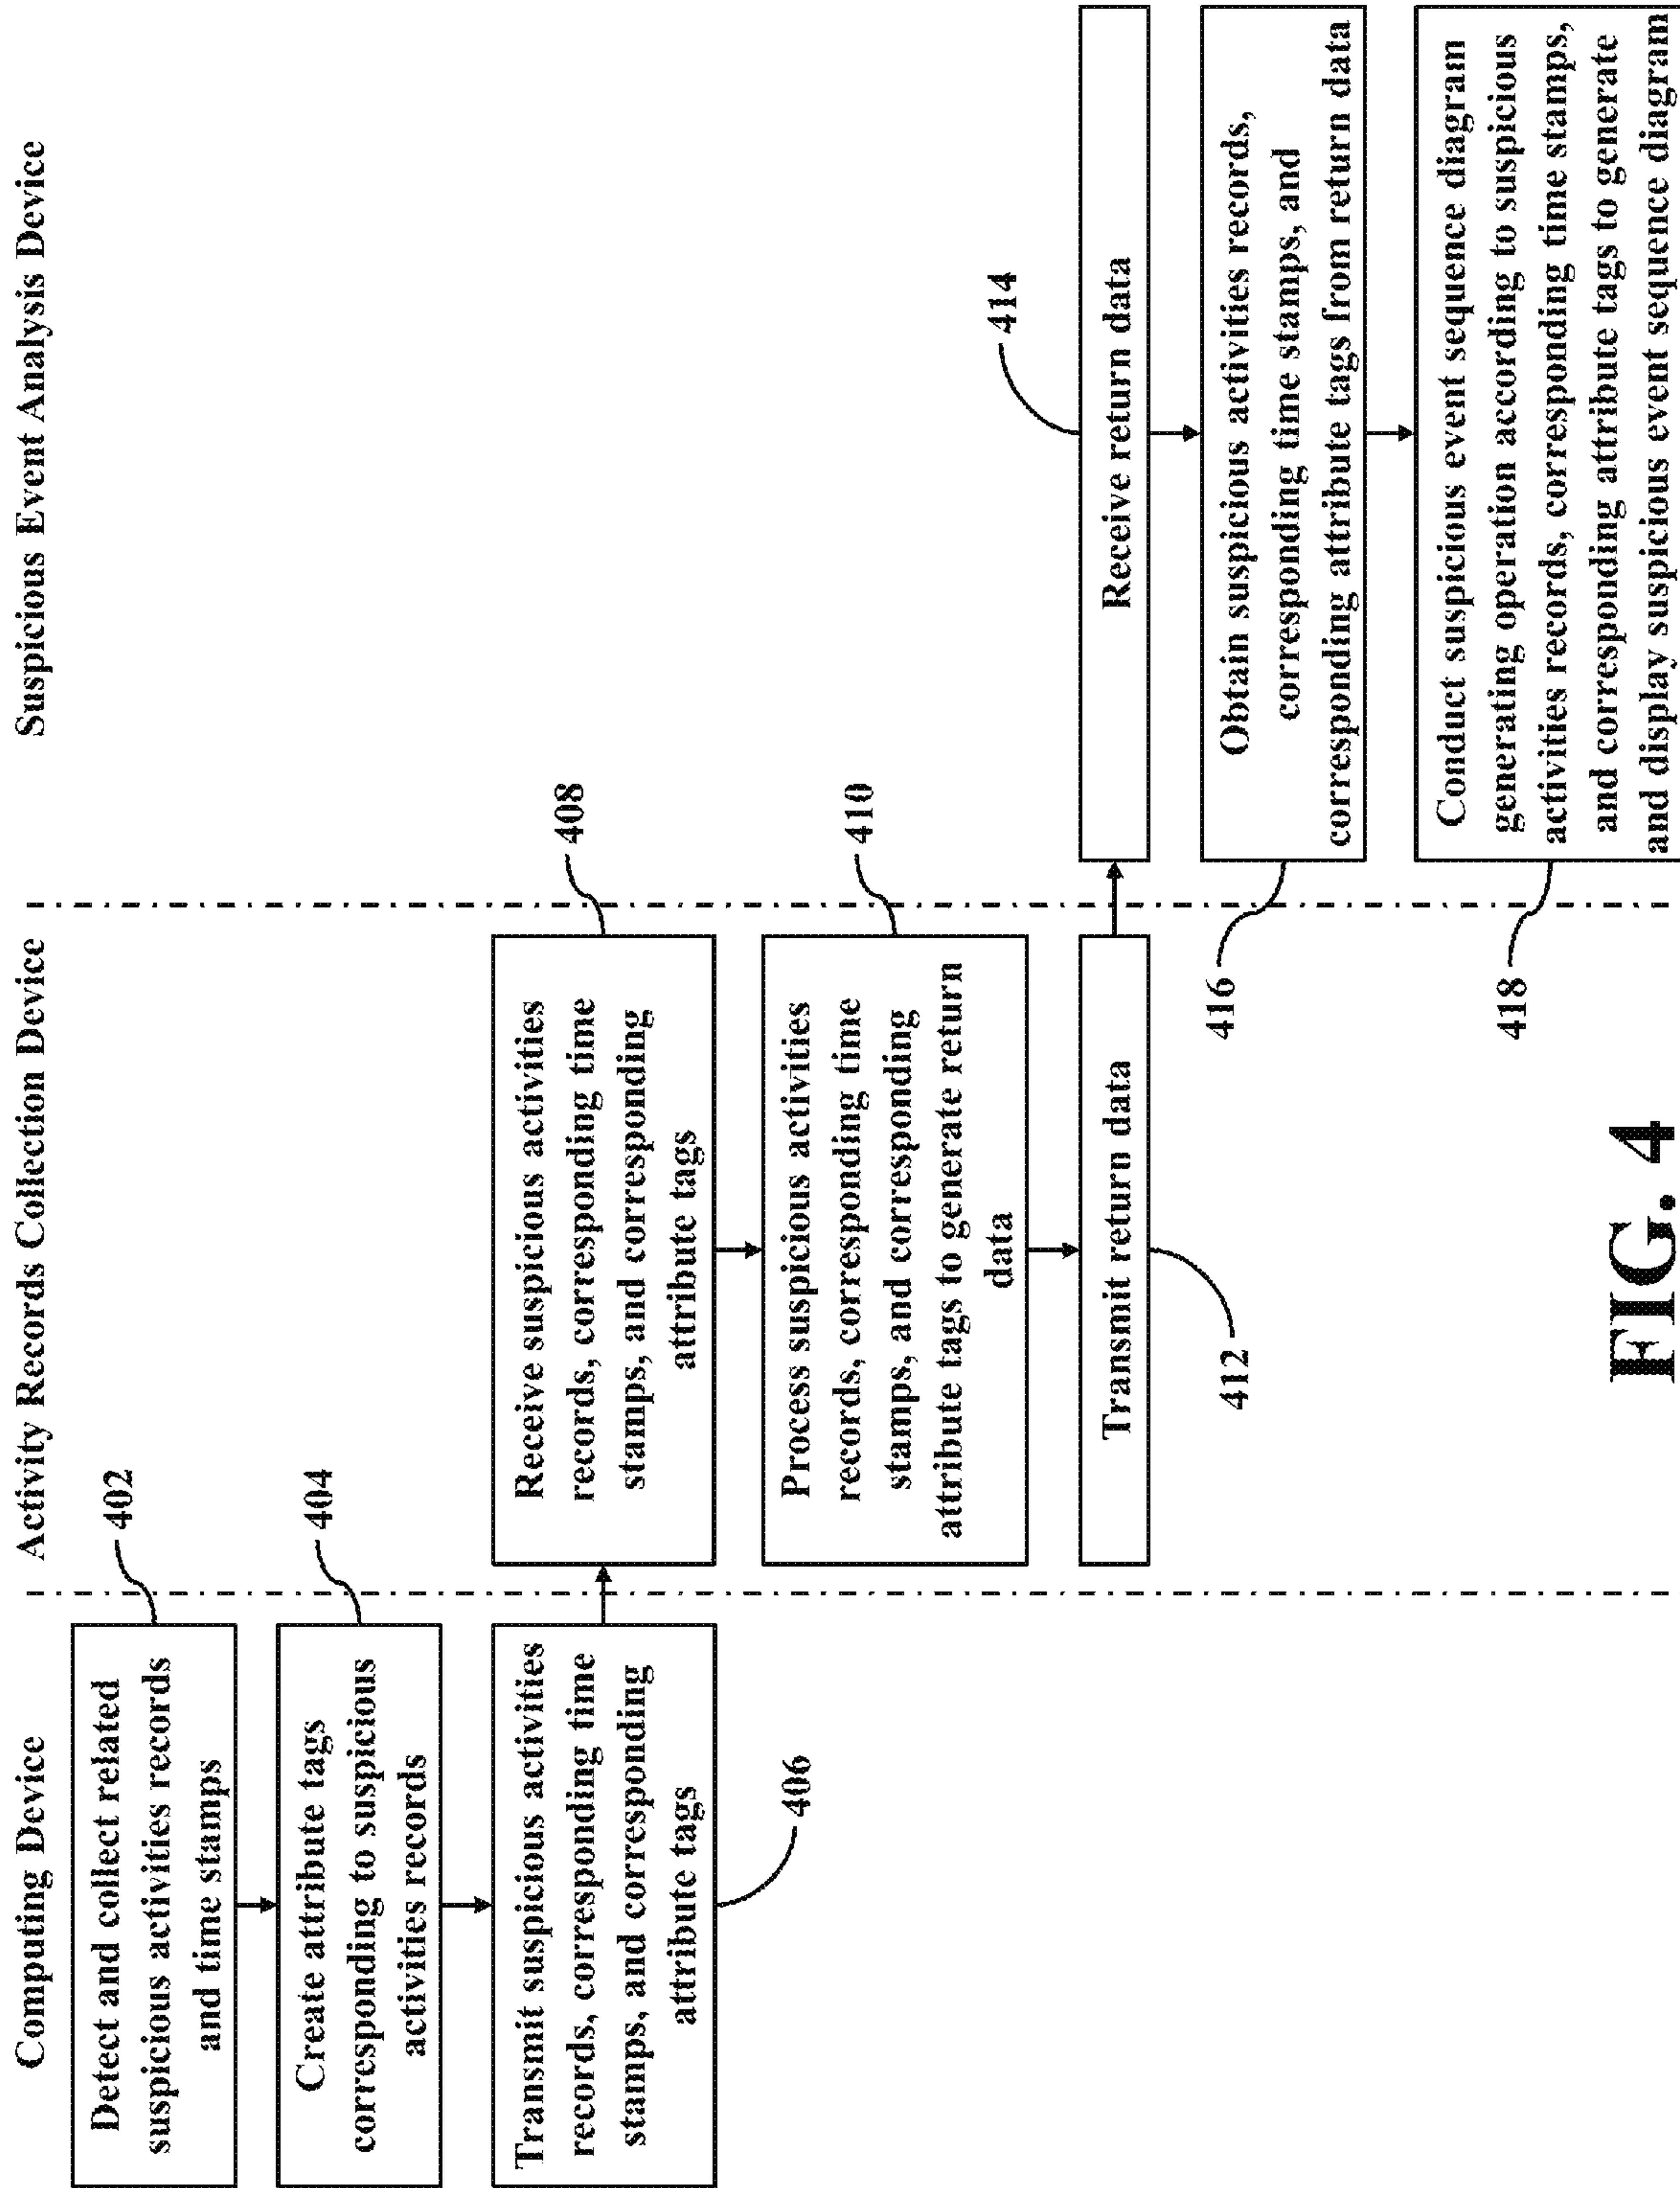 Computing Device
Detect and collect related
suspicious activities records
and time stamps
402
Create attribute tags
corresponding to suspicious
activities records
404
Transmit suspicious activities
records, corresponding time
stamps, and corresponding
attribute tags
406
Activity Records Collection Device
Receive suspicious activities
records, corresponding time
stamps, and corresponding
attribute tags
408
Process suspicious activities
records, corresponding time
stamps, and corresponding
attribute tags to generate return
data
410
Transmit return data
412
Suspicious Event Analysis Device
414
Receive return data
Obtain suspicious activities records,
corresponding time stamps, and
corresponding attribute tags from return data
416
Conduct suspicious event sequence diagram
generating operation according to suspicious
activities records, corresponding time stamps,
and corresponding attribute tags to generate
and display suspicious event sequence diagram
418
FIG. 4